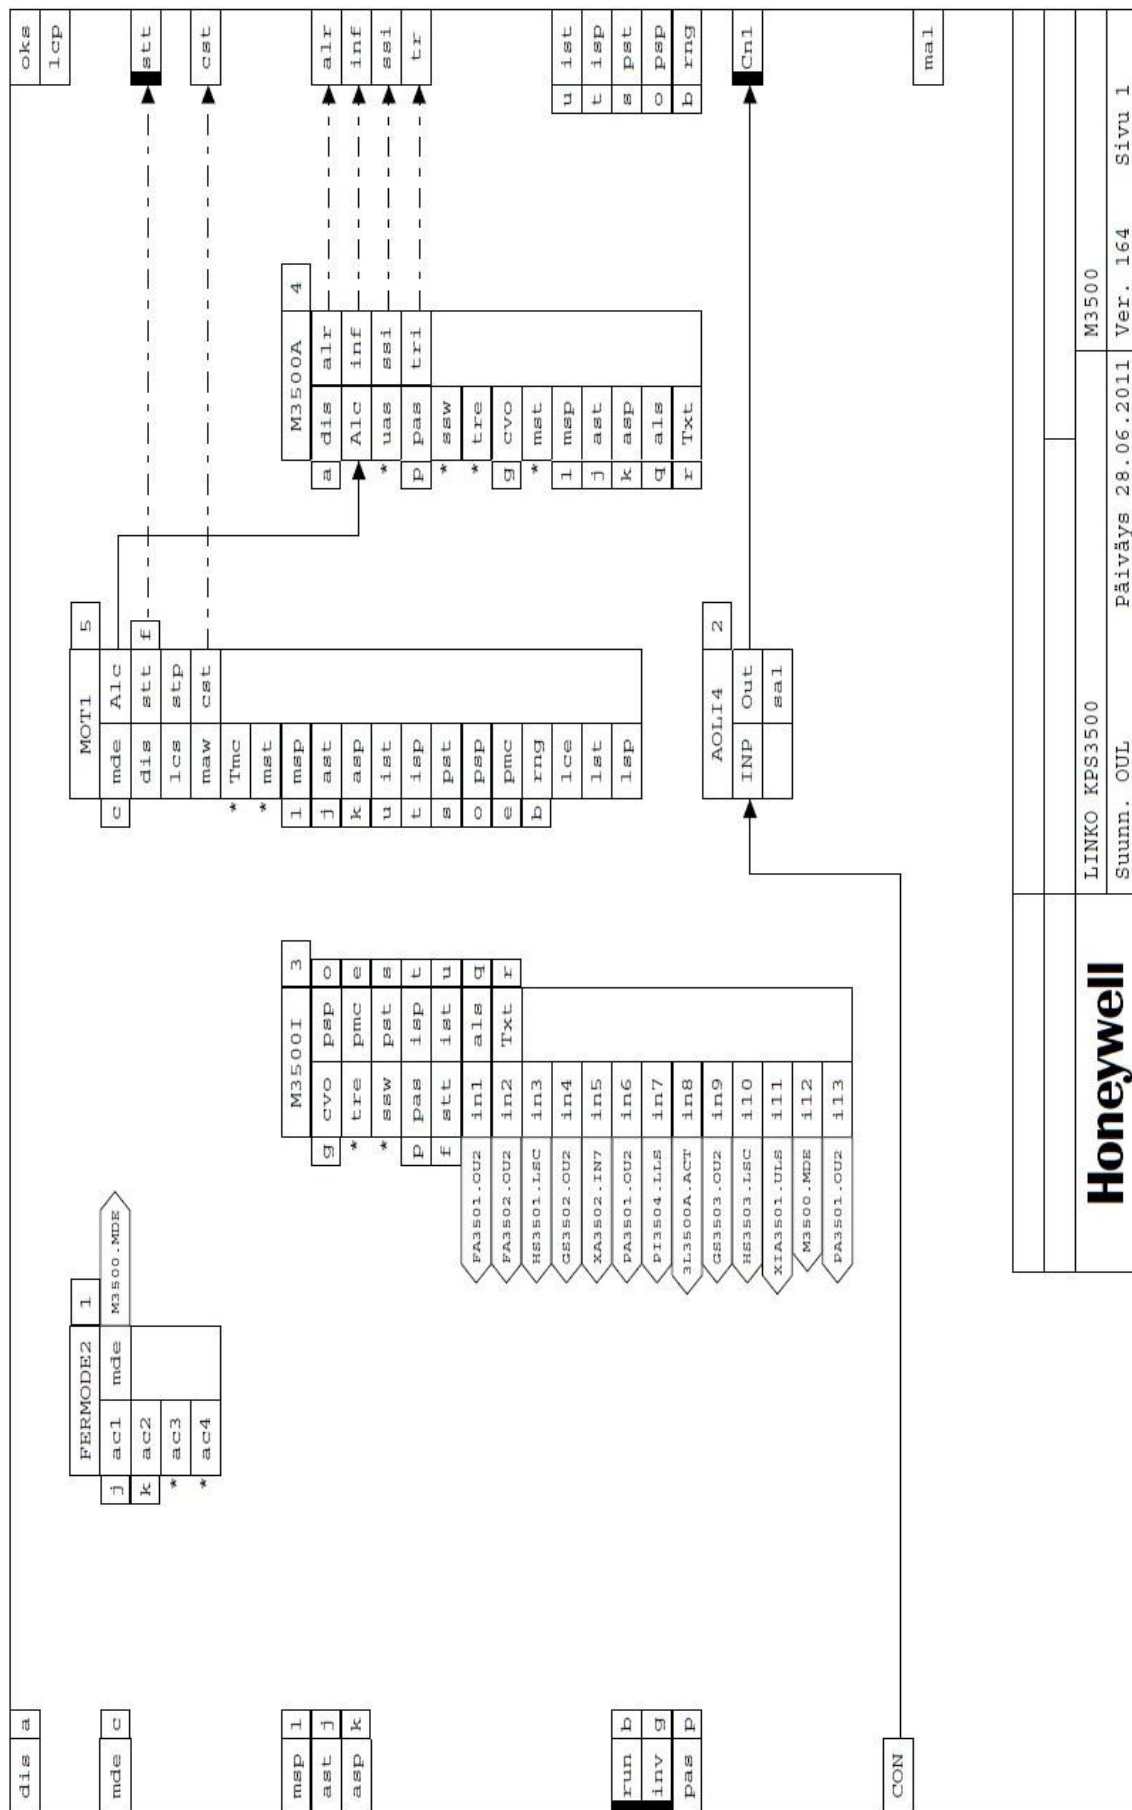 dis a
mde c
msp l
ast j
asp k
run b
inv g
pas p
CON
FERMODE2 1
j ac1 mde M3500.MDE
k ac2
* ac3
* ac4
M3500I 3
g cvo psp o
* tre pmc e
* ssw pst s
p pas isp t
f stt ist u
FA3501.OU2 in1 als q
FA3502.OU2 in2 Txt r
HS3501.LSC in3
GS3502.OU2 in4
XA3502.IN7 in5
PA3501.OU2 in6
PI3504.LLS in7
3L3500A.ACT in8
GS3503.OU2 in9
HS3503.LSC i10
XIA3501.ULS i11
M3500.MDE i12
PA3501.OU2 i13
MOT1 5
c mde Alc
dis stt f
lcs stp
maw cst
* Tmc
* mst
l msp
j ast
k asp
u ist
t isp
s pst
o psp
e pmc
b rng
lce
lst
lsp
AOLI4 2
INP Out
sal
M3500A 4
a dis alr
Alc inf
* uas ssi
p pas tri
* ssw
* tre
g cvo
* mst
l msp
j ast
k asp
q als
r Txt
oks
lcp
stt
cst
alr
inf
ssi
tr
u ist
t isp
s pst
o psp
b rng
Cnl
mal
Honeywell
LINKO KPS3500 M3500
Suunn. OUL Päiväys 28.06.2011 Ver. 164 Sivu 1